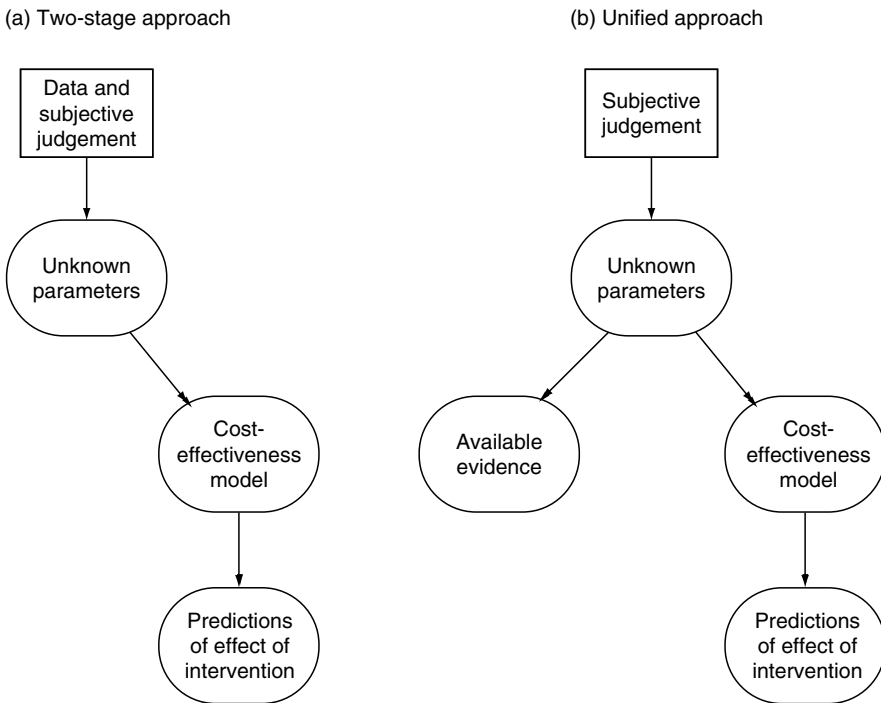 (a) Two-stage approach
Data and
subjective
judgement
Unknown
parameters
Cost-
effectiveness
model
Predictions
of effect of
intervention
(b) Unified approach
Subjective
judgement
Unknown
parameters
Available
evidence
Cost-
effectiveness
model
Predictions
of effect of
intervention